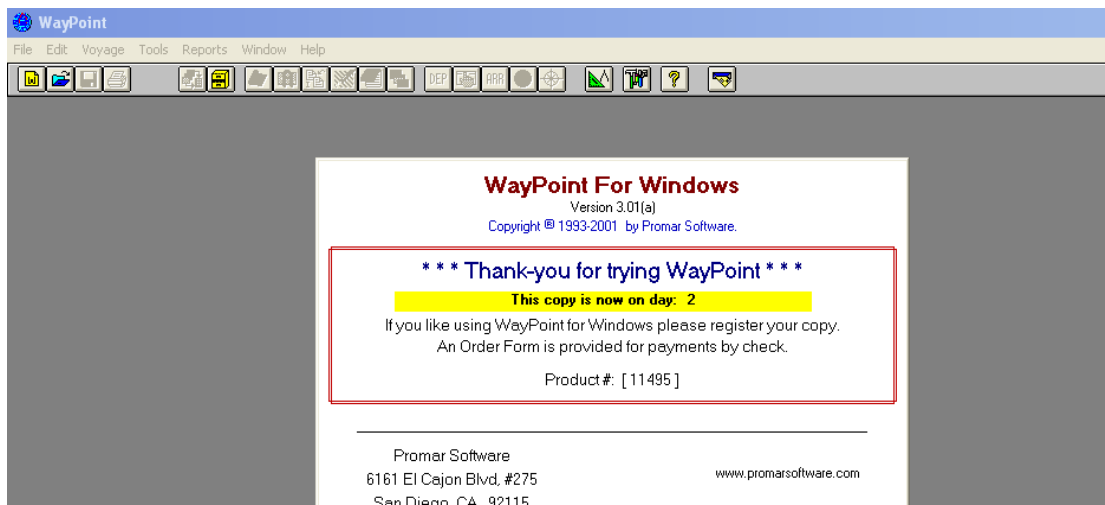 WayPoint
File Edit Voyage Tools Reports Window Help
DEP ARR ?
WayPoint For Windows
Version 3.01(a)
Copyright ® 1993-2001 by Promar Software.
* * * Thank-you for trying WayPoint * * *
This copy is now on day: 2
If you like using WayPoint for Windows please register your copy.
An Order Form is provided for payments by check.
Product #: [ 11495 ]
Promar Software
6161 El Cajon Blvd, #275
www.promarsoftware.com
San Diego, CA 92115